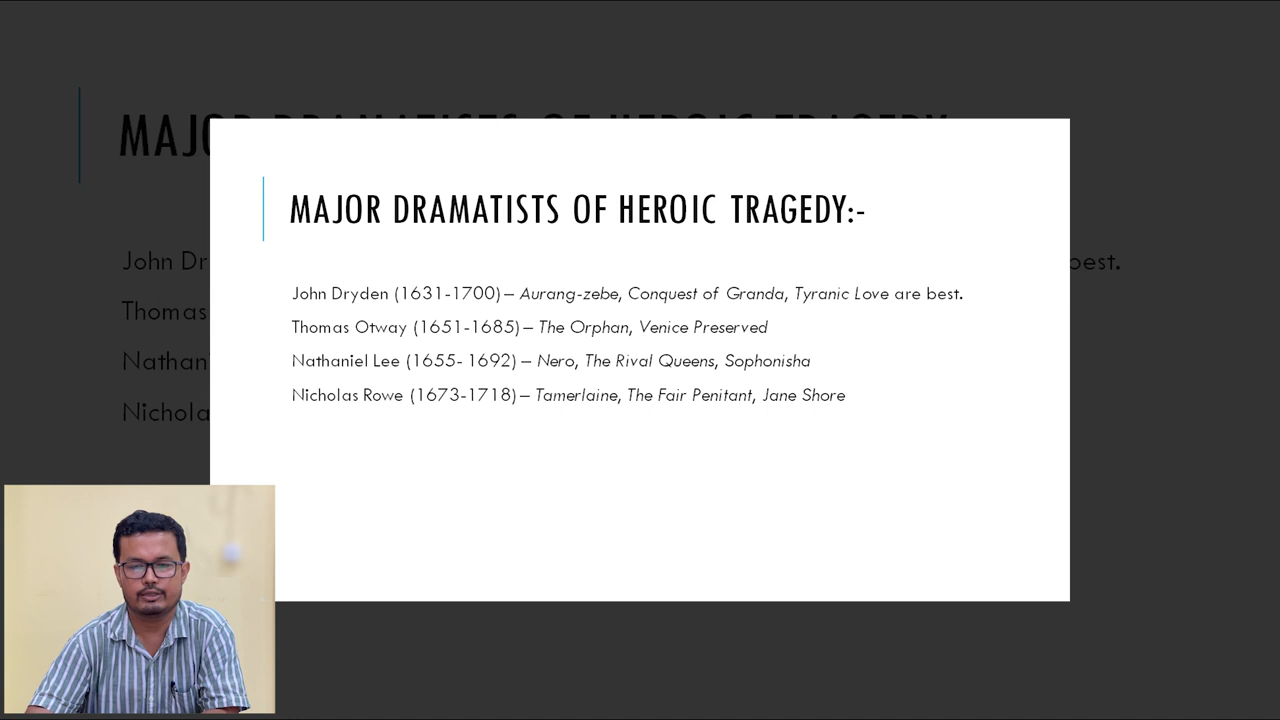 MAJOR DRAMATISTS OF HEROIC TRAGEDY:-
John Dryden (1631-1700) – Aurang-zebe, Conquest of Granda, Tyranic Love are best.
Thomas Otway (1651-1685) – The Orphan, Venice Preserved
Nathaniel Lee (1655- 1692) – Nero, The Rival Queens, Sophonisha
Nicholas Rowe (1673-1718) – Tamerlaine, The Fair Penitant, Jane Shore